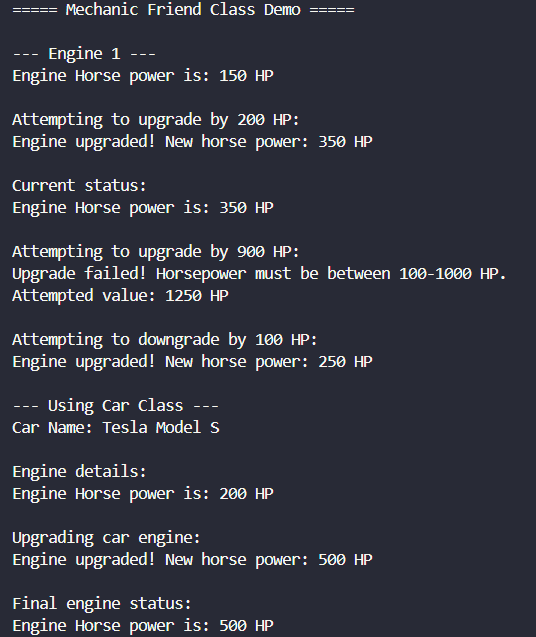 ===== Mechanic Friend Class Demo =====
--- Engine 1 ---
Engine Horse power is: 150 HP
Attempting to upgrade by 200 HP:
Engine upgraded! New horse power: 350 HP
Current status:
Engine Horse power is: 350 HP
Attempting to upgrade by 900 HP:
Upgrade failed! Horsepower must be between 100-1000 HP.
Attempted value: 1250 HP
Attempting to downgrade by 100 HP:
Engine upgraded! New horse power: 250 HP
--- Using Car Class ---
Car Name: Tesla Model S
Engine details:
Engine Horse power is: 200 HP
Upgrading car engine:
Engine upgraded! New horse power: 500 HP
Final engine status:
Engine Horse power is: 500 HP